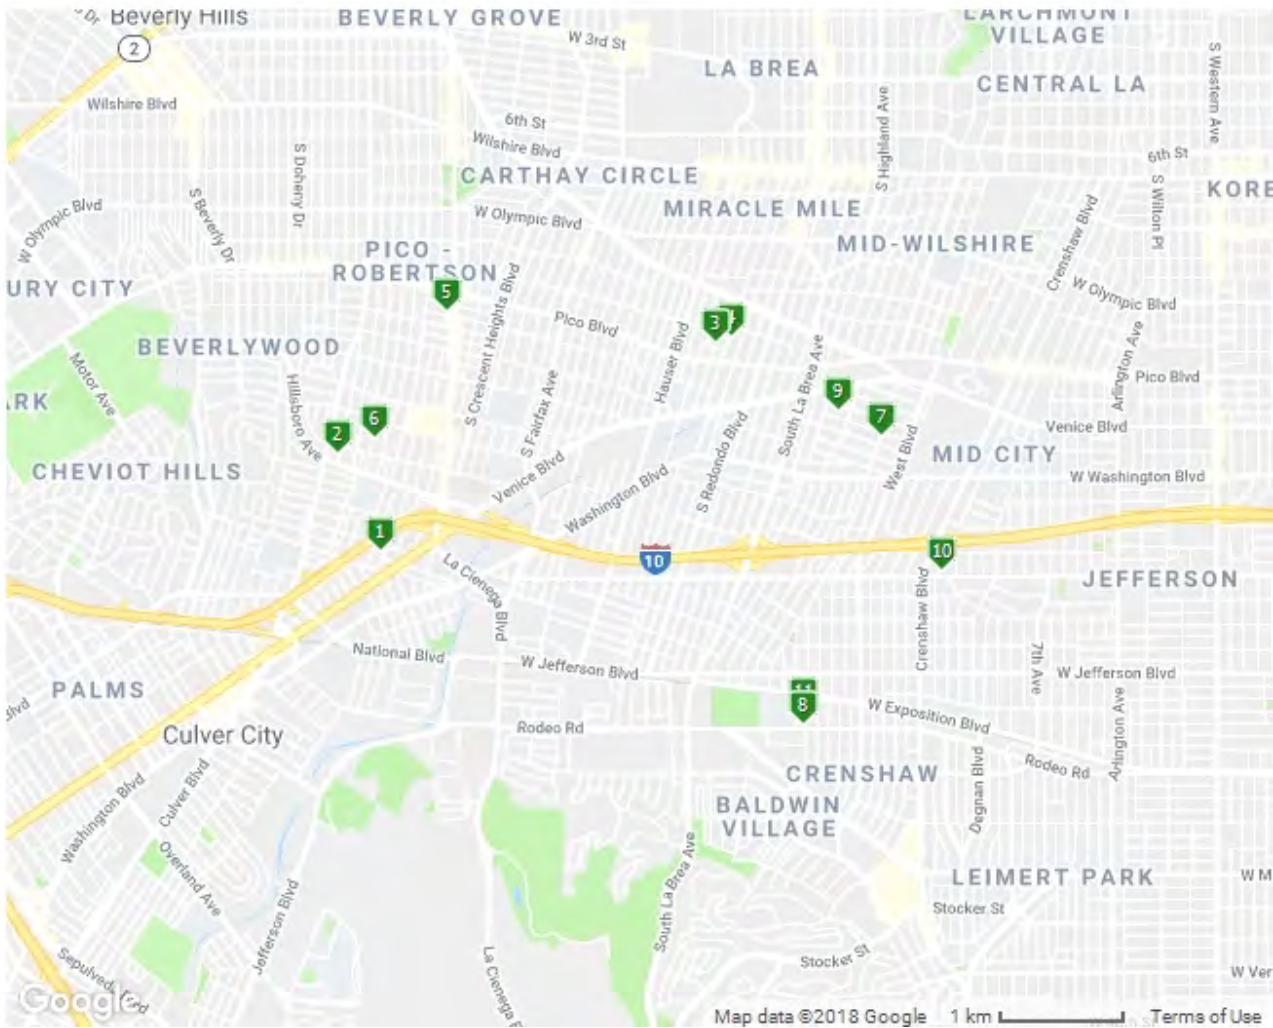 Beverly Hills
BEVERLY GROVE
LARCHMONT
VILLAGE
Dr
2
W 3rd St
LA BREA
CENTRAL LA
S Western Ave
Wilshire Blvd
6th St
Wilshire Blvd
S Highland Ave
6th St
S Doheny Dr
CARTHAY CIRCLE
S Wilton Pl
KORE
S Beverly Dr
W Olympic Blvd
W Olympic Blvd
MIRACLE MILE
MID-WILSHIRE
Crenshaw Blvd
PICO -
ROBERTSON
URY CITY
5
S Crescent Heights Blvd
W Olympic Blvd
Pico Blvd
3
4
Hauser Blvd
South La Brea Ave
Arlington Ave
BEVERLYWOOD
Motor Ave
Hillsboro Ave
S Fairfax Ave
Pico Blvd
ARK
9
7
6
2
S Redondo Blvd
West Blvd
Venice Blvd
MID CITY
CHEVIOT HILLS
Venice Blvd
Washington Blvd
W Washington Blvd
1
10
10
La Cienega Blvd
JEFFERSON
Crenshaw Blvd
National Blvd
W Jefferson Blvd
7th Ave
W Jefferson Blvd
PALMS
Blvd
11
8
W Exposition Blvd
Arlington Ave
Culver City
Rodeo Rd
Rodeo Rd
CRENSHAW
Degnan Blvd
Washington Blvd
Culver Blvd
BALDWIN
VILLAGE
Overland Ave
South La Brea Ave
LEIMERT PARK
W M
Jefferson Blvd
Stocker St
Stocker St
La Cienega B
W Ver
Google
Map data ©2018 Google
1 km
Terms of Use